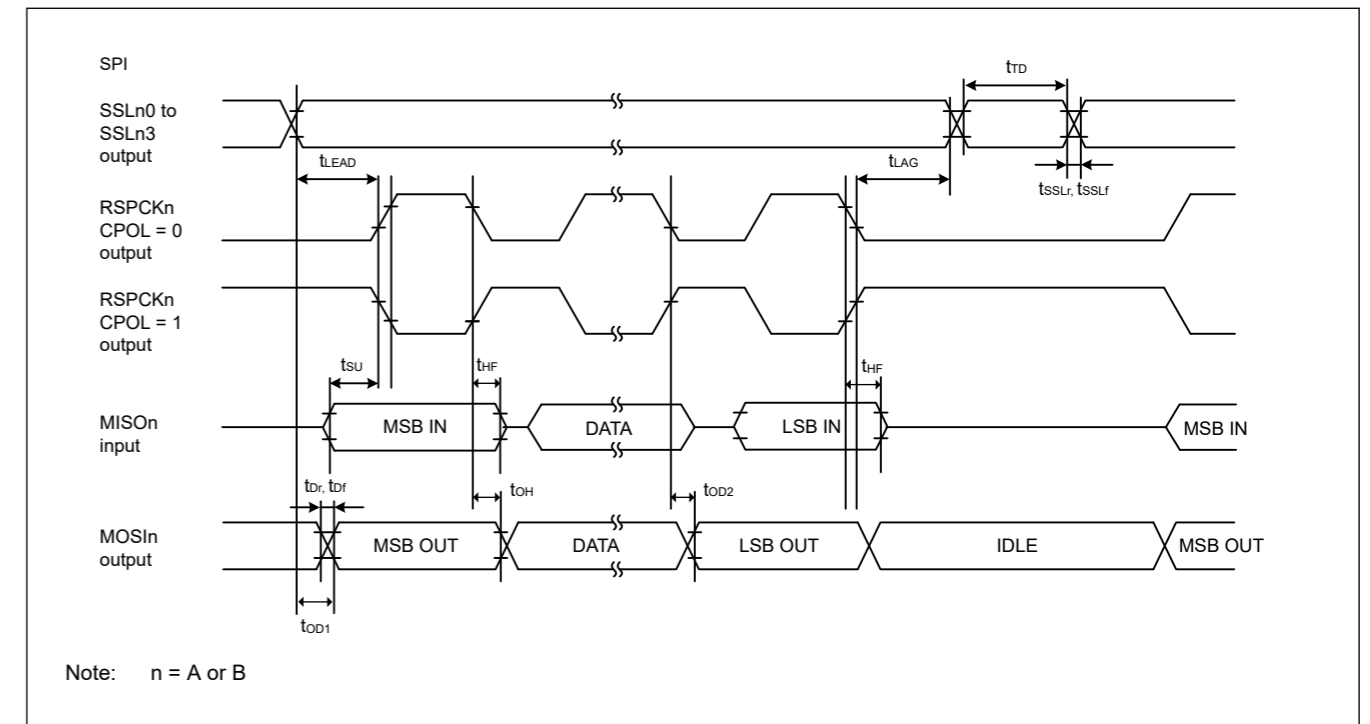 SPI
tTD
SSLn0 to
SSLn3
output
tLEAD
tLAG
tSSLr, tSSLf
RSPCKn
CPOL = 0
output
RSPCKn
CPOL = 1
output
tSU
tHF
tHF
MISOn
input
MSB IN
DATA
LSB IN
MSB IN
tDr, tDf
tOH
tOD2
MOSIn
output
MSB OUT
DATA
LSB OUT
IDLE
MSB OUT
tOD1
Note: n = A or B